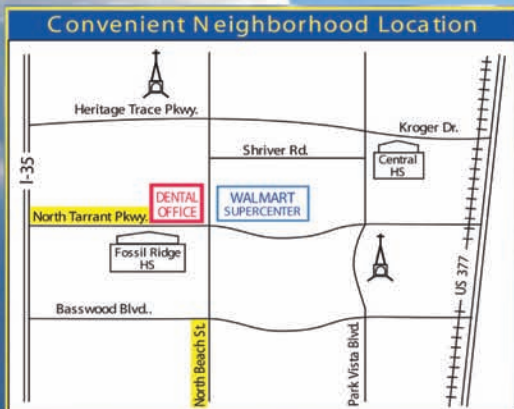 Convenient Neighborhood Location
Heritage Trace Pkwy.
Kroger Dr.
Shriver Rd.
Central
HS
I-35
DENTAL
OFFICE
WALMART
SUPERCENTER
North Tarrant Pkwy.
Fossil Ridge
HS
US 377
Basswood Blvd..
North Beach St.
Park Vista Blvd.